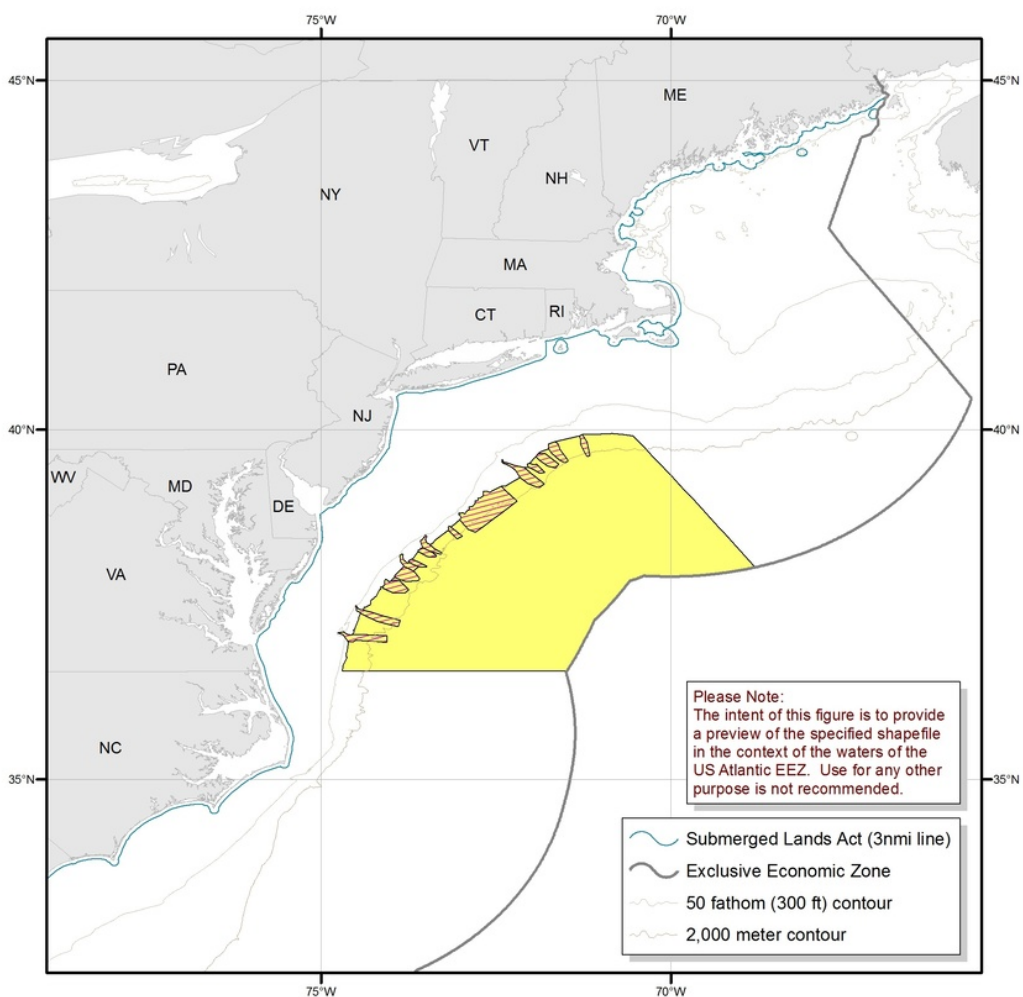 75°W
70°W
45°N
45°N
ME
VT
NH
NY
MA
CT
RI
PA
40°N
40°N
NJ
WV
MD
DE
VA
NC
35°N
35°N
Please Note:
The intent of this figure is to provide
a preview of the specified shapefile
in the context of the waters of the
US Atlantic EEZ. Use for any other
purpose is not recommended.
Submerged Lands Act (3nmi line)
Exclusive Economic Zone
50 fathom (300 ft) contour
2,000 meter contour
75°W
70°W